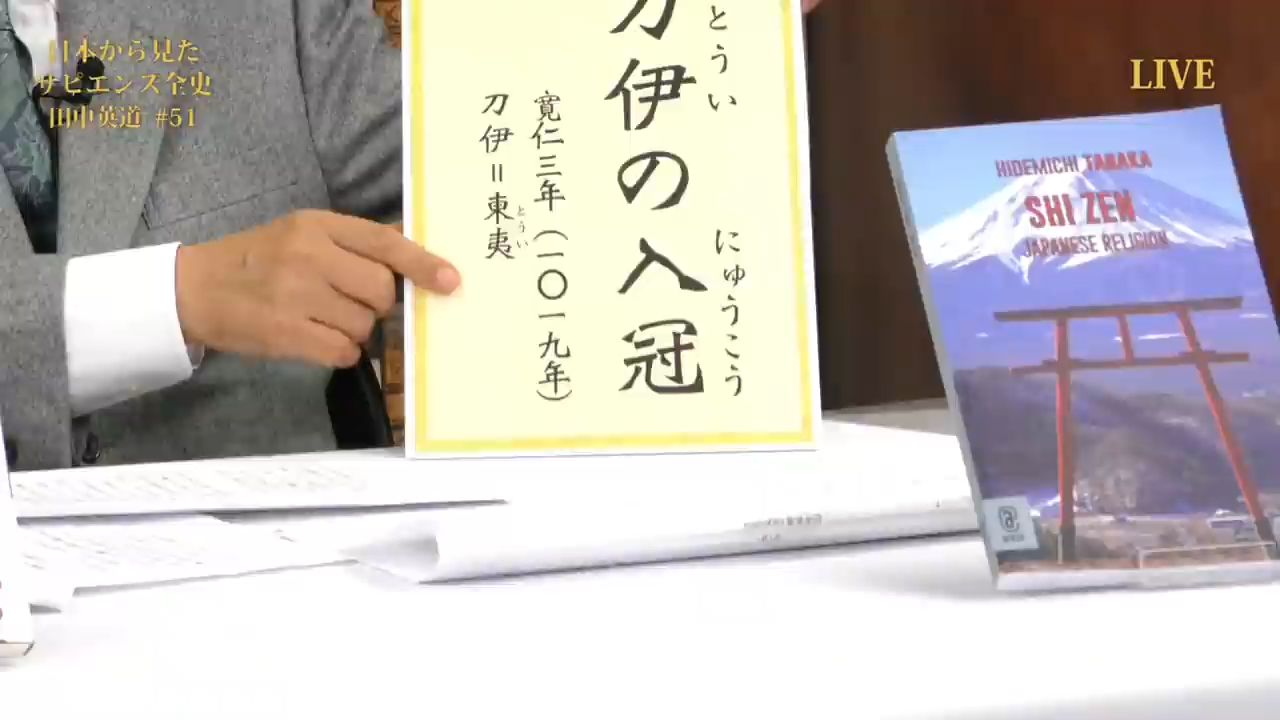 日本から見た
サピエンス全史
田中英道 #51
LIVE
とうい
にゅうこう
刀伊の入冠
寛仁三年(一〇一九年)
刀伊=東夷
とうい
HIDEMICHI TANAKA
SHI ZEN
JAPANESE RELIGION